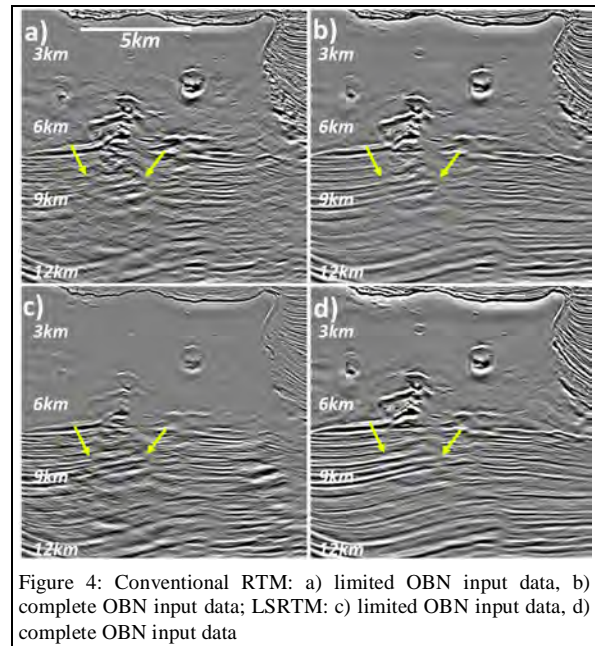 a)
5km
3km
6km
9km
12km
b)
3km
6km
9km
12km
c)
3km
6km
9km
12km
d)
3km
6km
9km
12km
Figure 4: Conventional RTM: a) limited OBN input data, b)
complete OBN input data; LSRTM: c) limited OBN input data, d)
complete OBN input data